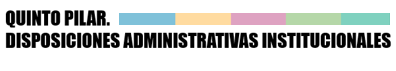 QUINTO PILAR.
DISPOSICIONES ADMINISTRATIVAS INSTITUCIONALES